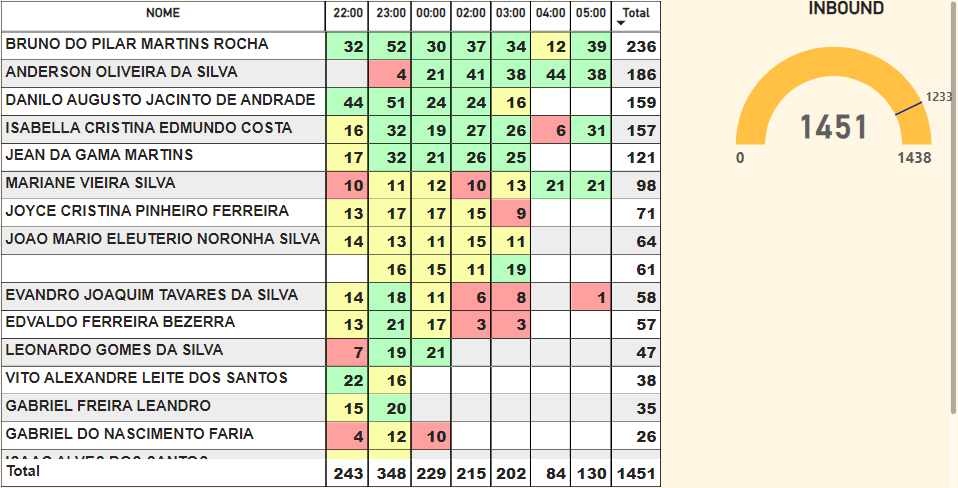 NOME 22:00 23:00 00:00 02:00 03:00 04:00 05:00 Total
BRUNO DO PILAR MARTINS ROCHA 32 52 30 37 34 12 39 236
ANDERSON OLIVEIRA DA SILVA 4 21 41 38 44 38 186
DANILO AUGUSTO JACINTO DE ANDRADE 44 51 24 24 16 159
ISABELLA CRISTINA EDMUNDO COSTA 16 32 19 27 26 6 31 157
JEAN DA GAMA MARTINS 17 32 21 26 25 121
MARIANE VIEIRA SILVA 10 11 12 10 13 21 21 98
JOYCE CRISTINA PINHEIRO FERREIRA 13 17 17 15 9 71
JOAO MARIO ELEUTERIO NORONHA SILVA 14 13 11 15 11 64
16 15 11 19 61
EVANDRO JOAQUIM TAVARES DA SILVA 14 18 11 6 8 1 58
EDVALDO FERREIRA BEZERRA 13 21 17 3 3 57
LEONARDO GOMES DA SILVA 7 19 21 47
VITO ALEXANDRE LEITE DOS SANTOS 22 16 38
GABRIEL FREIRA LEANDRO 15 20 35
GABRIEL DO NASCIMENTO FARIA 4 12 10 26
Total 243 348 229 215 202 84 130 1451
INBOUND
1233
1451
0 1438